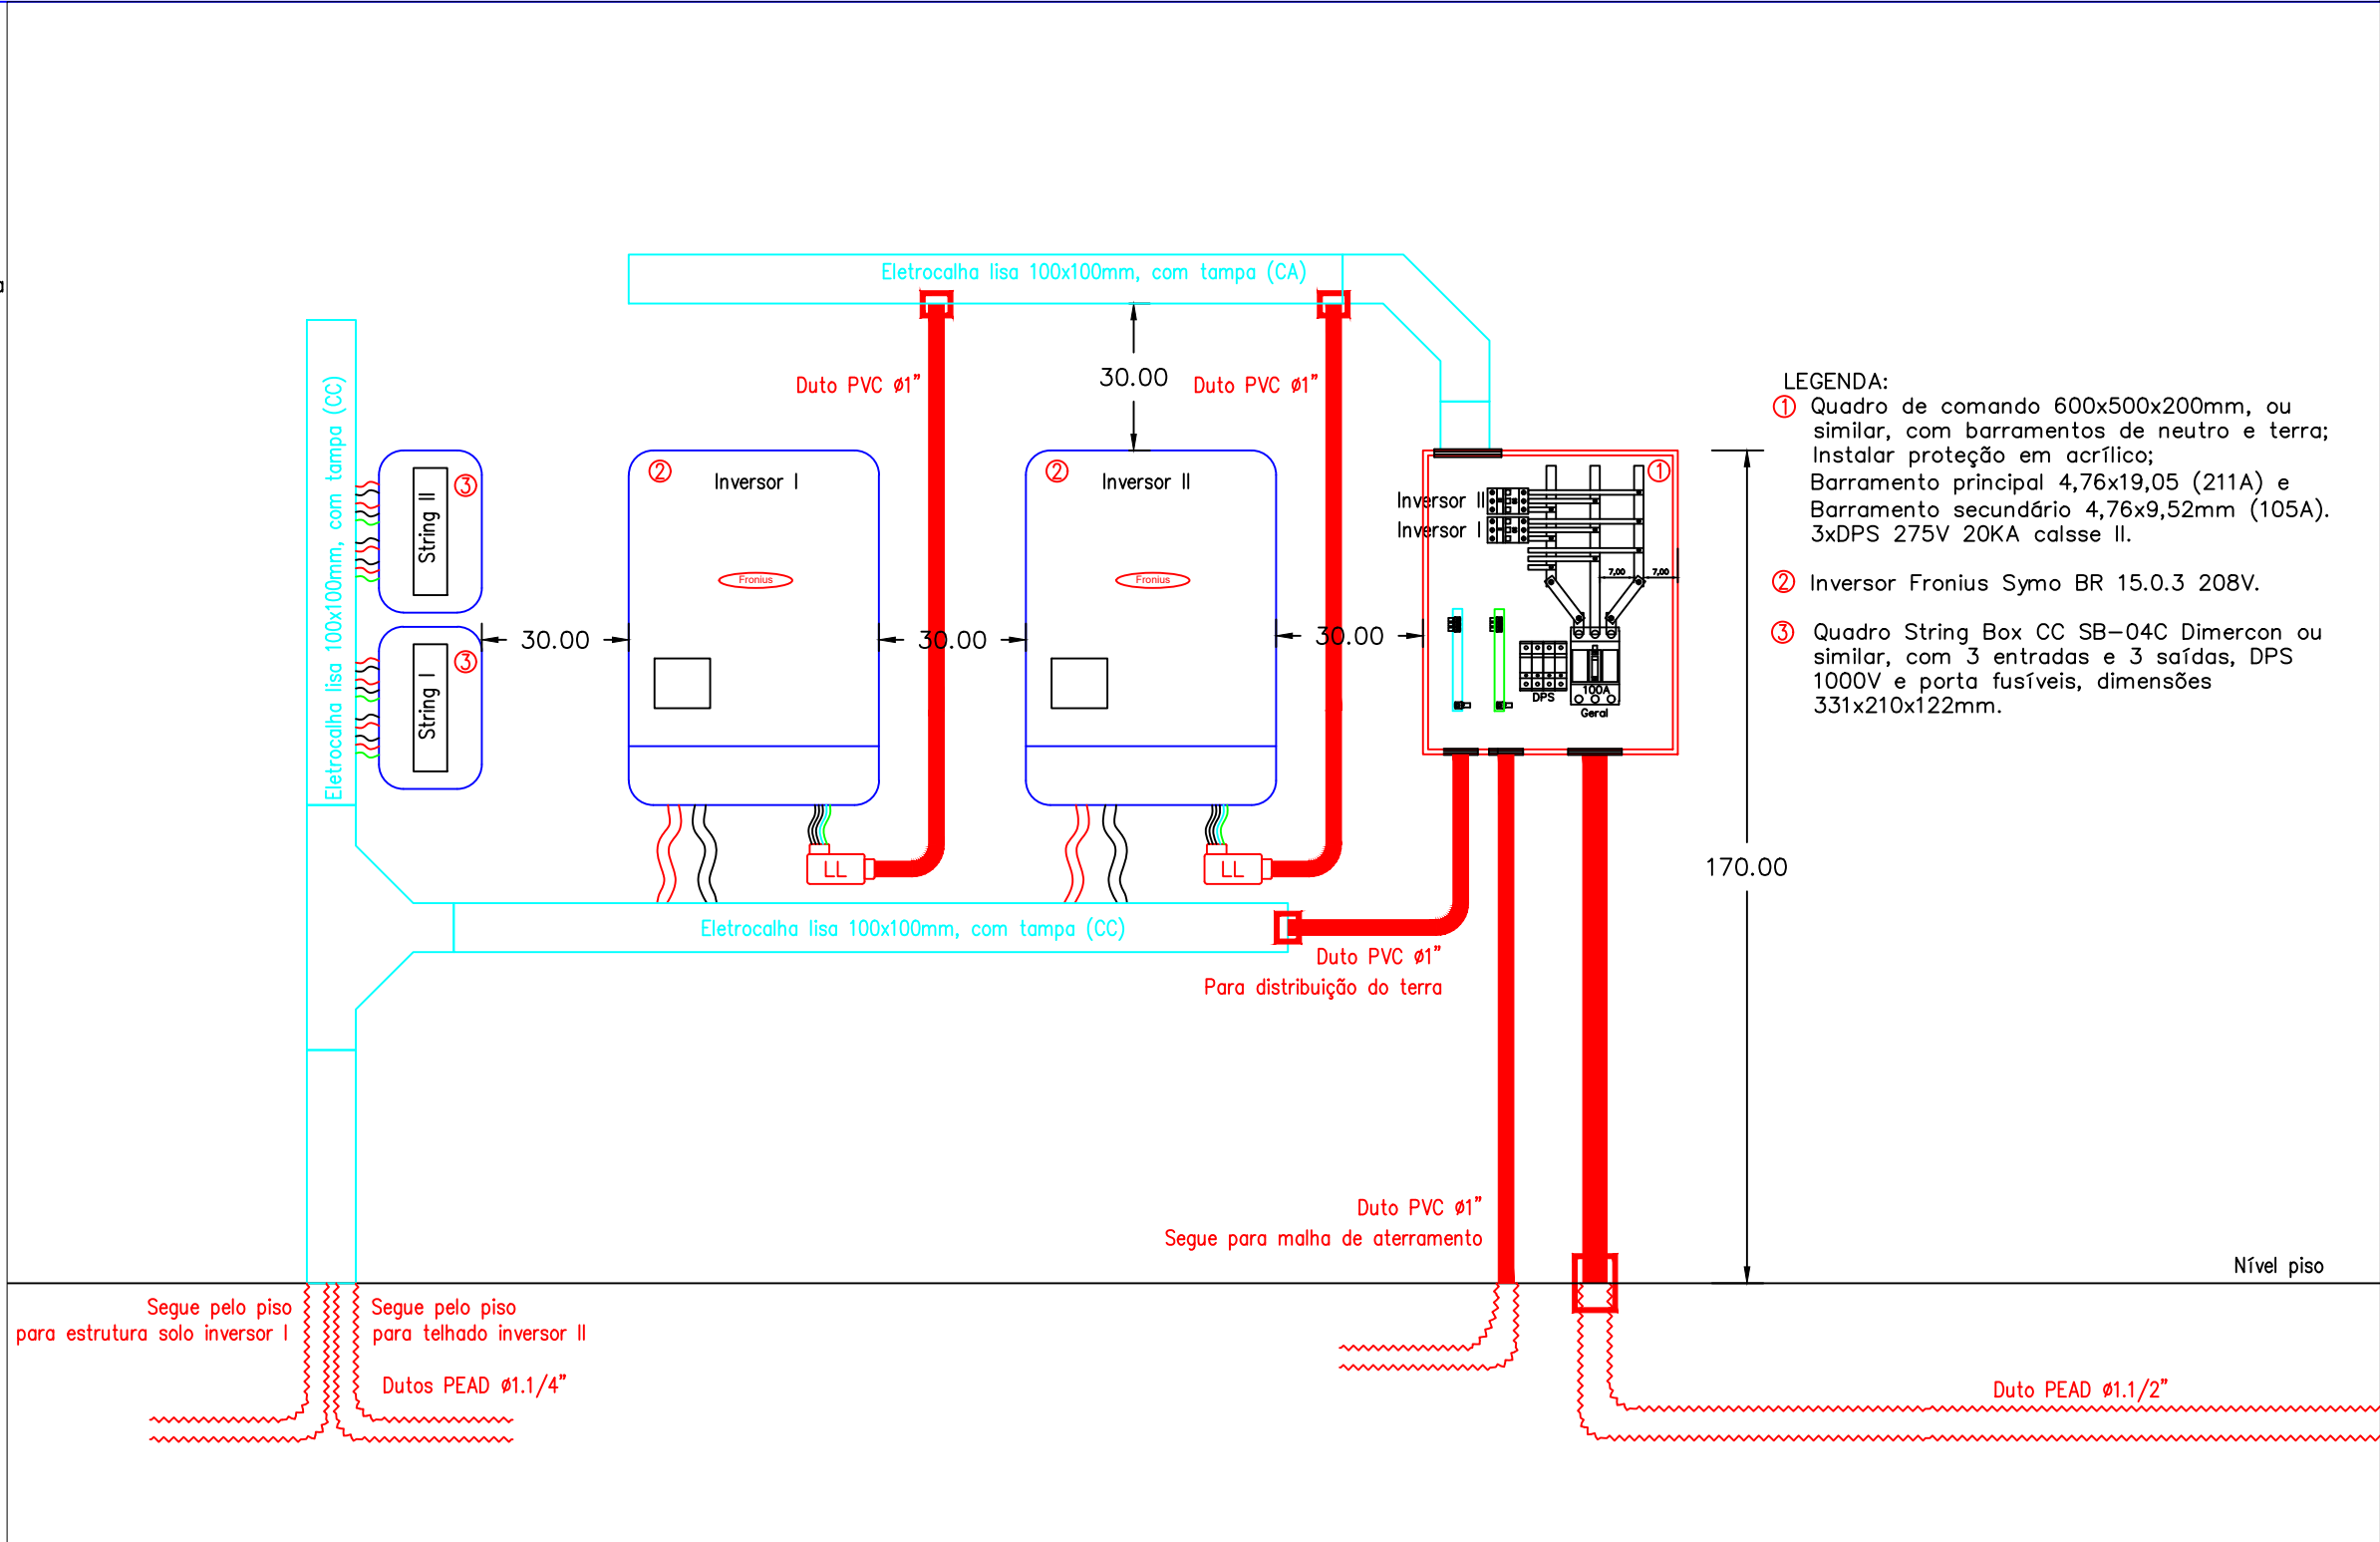 a
Eletrocalha lisa 100x100mm, com tampa (CA)
Eletrocalha lisa 100x100mm, com tampa (CC)
Duto PVC ø1"
30.00
Duto PVC ø1"
3
String II
3
String I
30.00
2
Inversor I
Fronius
30.00
2
Inversor II
Fronius
30.00
LL
LL
Inversor II
Inversor I
1
7,00
7,00
DPS
100A
Geral
LEGENDA:
1 Quadro de comando 600x500x200mm, ou
similar, com barramentos de neutro e terra;
Instalar proteção em acrílico;
Barramento principal 4,76x19,05 (211A) e
Barramento secundário 4,76x9,52mm (105A).
3xDPS 275V 20KA calsse II.
2 Inversor Fronius Symo BR 15.0.3 208V.
3 Quadro String Box CC SB-04C Dimercon ou
similar, com 3 entradas e 3 saídas, DPS
1000V e porta fusíveis, dimensões
331x210x122mm.
170.00
Eletrocalha lisa 100x100mm, com tampa (CC)
Duto PVC ø1"
Para distribuição do terra
Duto PVC ø1"
Segue para malha de aterramento
Nível piso
Segue pelo piso
para estrutura solo inversor I
Segue pelo piso
para telhado inversor II
Dutos PEAD ø1.1/4"
Duto PEAD ø1.1/2"